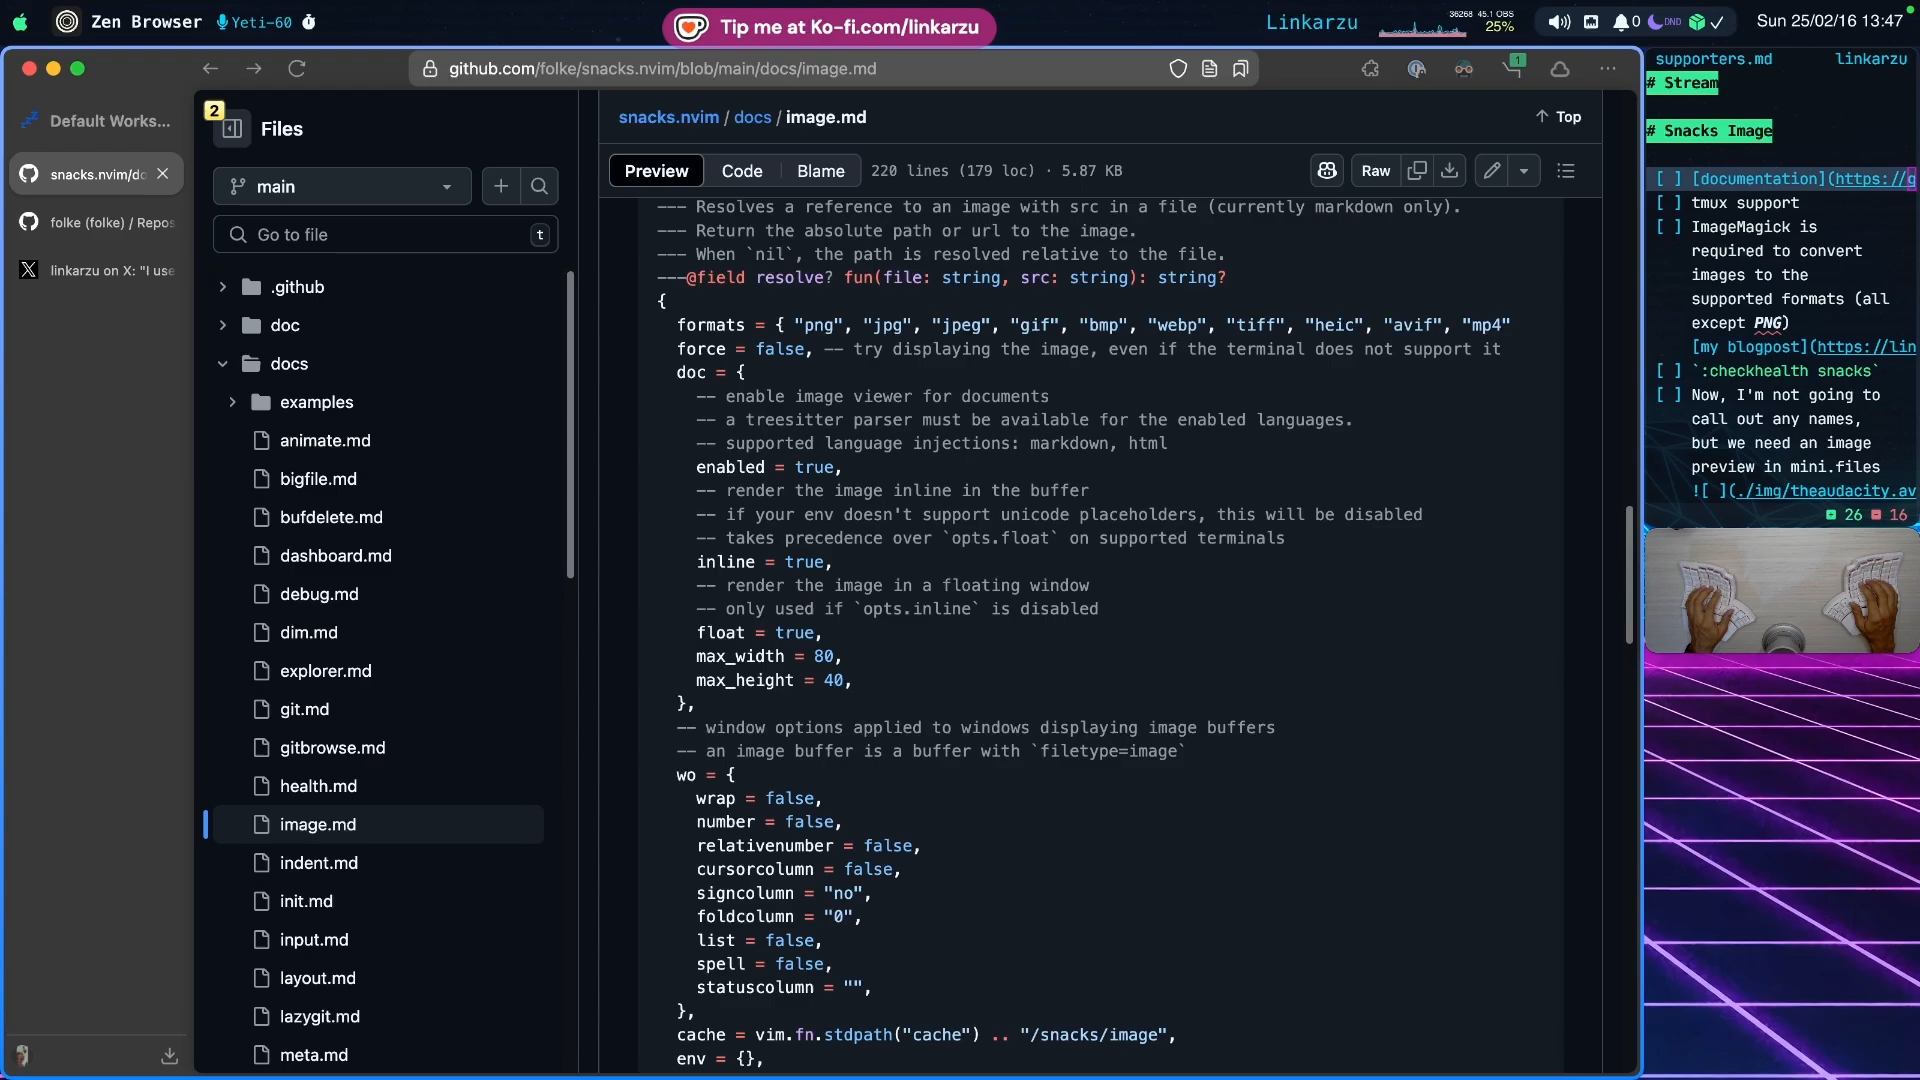 Zen Browser
Yeti-60
Tip me at Ko-fi.com/linkarzu
Linkarzu
36268 45.1 OBS
25%
0
DND
Sun 25/02/16 13:47
github.com/folke/snacks.nvim/blob/main/docs/image.md
1
Default Works...
snacks.nvim/do
folke (folke) / Repos
linkarzu on X: "I use
2
Files
main
Go to file
t
.github
doc
docs
examples
animate.md
bigfile.md
bufdelete.md
dashboard.md
debug.md
dim.md
explorer.md
git.md
gitbrowse.md
health.md
image.md
indent.md
init.md
input.md
layout.md
lazygit.md
meta.md
snacks.nvim / docs / image.md
Top
Preview
Code
Blame
220 lines (179 loc) · 5.87 KB
Raw
--- Resolves a reference to an image with src in a file (currently markdown only).
--- Return the absolute path or url to the image.
--- When `nil`, the path is resolved relative to the file.
---@field resolve? fun(file: string, src: string): string?
{
formats = { "png", "jpg", "jpeg", "gif", "bmp", "webp", "tiff", "heic", "avif", "mp4"
force = false, -- try displaying the image, even if the terminal does not support it
doc = {
-- enable image viewer for documents
-- a treesitter parser must be available for the enabled languages.
-- supported language injections: markdown, html
enabled = true,
-- render the image inline in the buffer
-- if your env doesn't support unicode placeholders, this will be disabled
-- takes precedence over `opts.float` on supported terminals
inline = true,
-- render the image in a floating window
-- only used if `opts.inline` is disabled
float = true,
max_width = 80,
max_height = 40,
},
-- window options applied to windows displaying image buffers
-- an image buffer is a buffer with `filetype=image`
wo = {
wrap = false,
number = false,
relativenumber = false,
cursorcolumn = false,
signcolumn = "no",
foldcolumn = "0",
list = false,
spell = false,
statuscolumn = "",
},
cache = vim.fn.stdpath("cache") .. "/snacks/image",
env = {},
supporters.md linkarzu
# Stream
# Snacks Image
[ ] [documentation](https://g
[ ] tmux support
[ ] ImageMagick is
required to convert
images to the
supported formats (all
except PNG)
[my blogpost](https://lin
[ ] `:checkhealth snacks`
[ ] Now, I'm not going to
call out any names,
but we need an image
preview in mini.files
![ ](./img/theaudacity.av
26 16